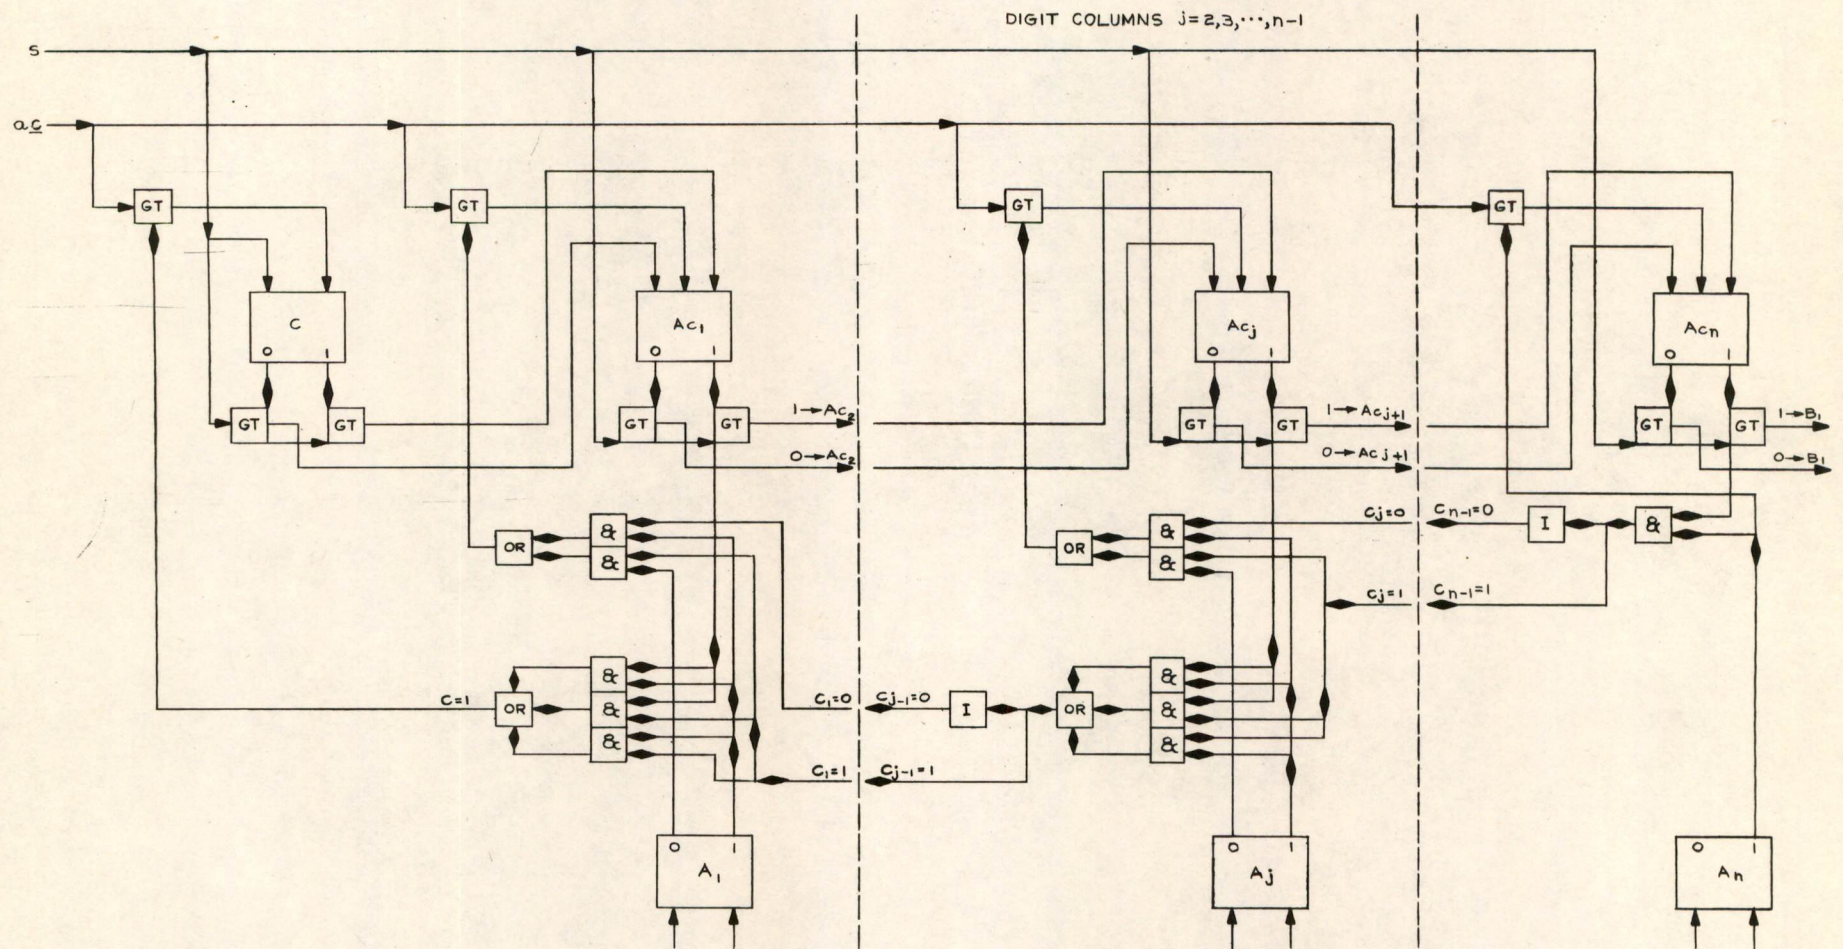 DIGIT COLUMNS j=2,3,···,n-1
s
ac
GT GT GT GT
C Ac1 Acj Acn
0 1 0 1 0 1 0 1
GT GT GT GT GT GT GT GT
1→Ac2 1→Acj+1 1→B1
0→Ac2 0→Acj+1 0→B1
cj=0 cn-1=0 I &
OR & OR &
& &
cj=1 cn-1=1
& &
c=1 OR & c1=0 cj-1=0 I OR &
& &
c1=1 cj-1=1
0 1 0 1 0 1
A1 Aj An